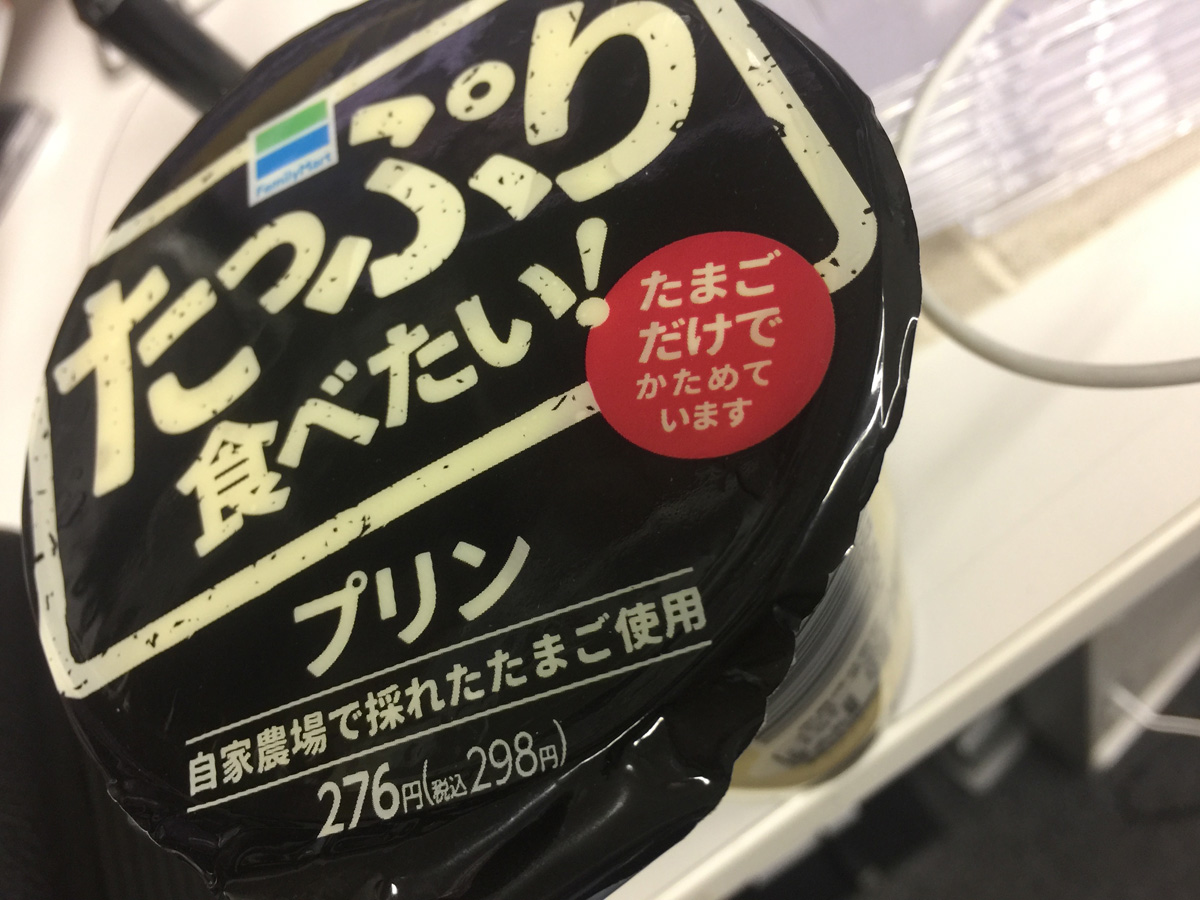 FamilyMart
たっぷり
食べたい!
たまご
だけで
かためて
います
プリン
自家農場で採れたたまご使用
276円(税込298円)